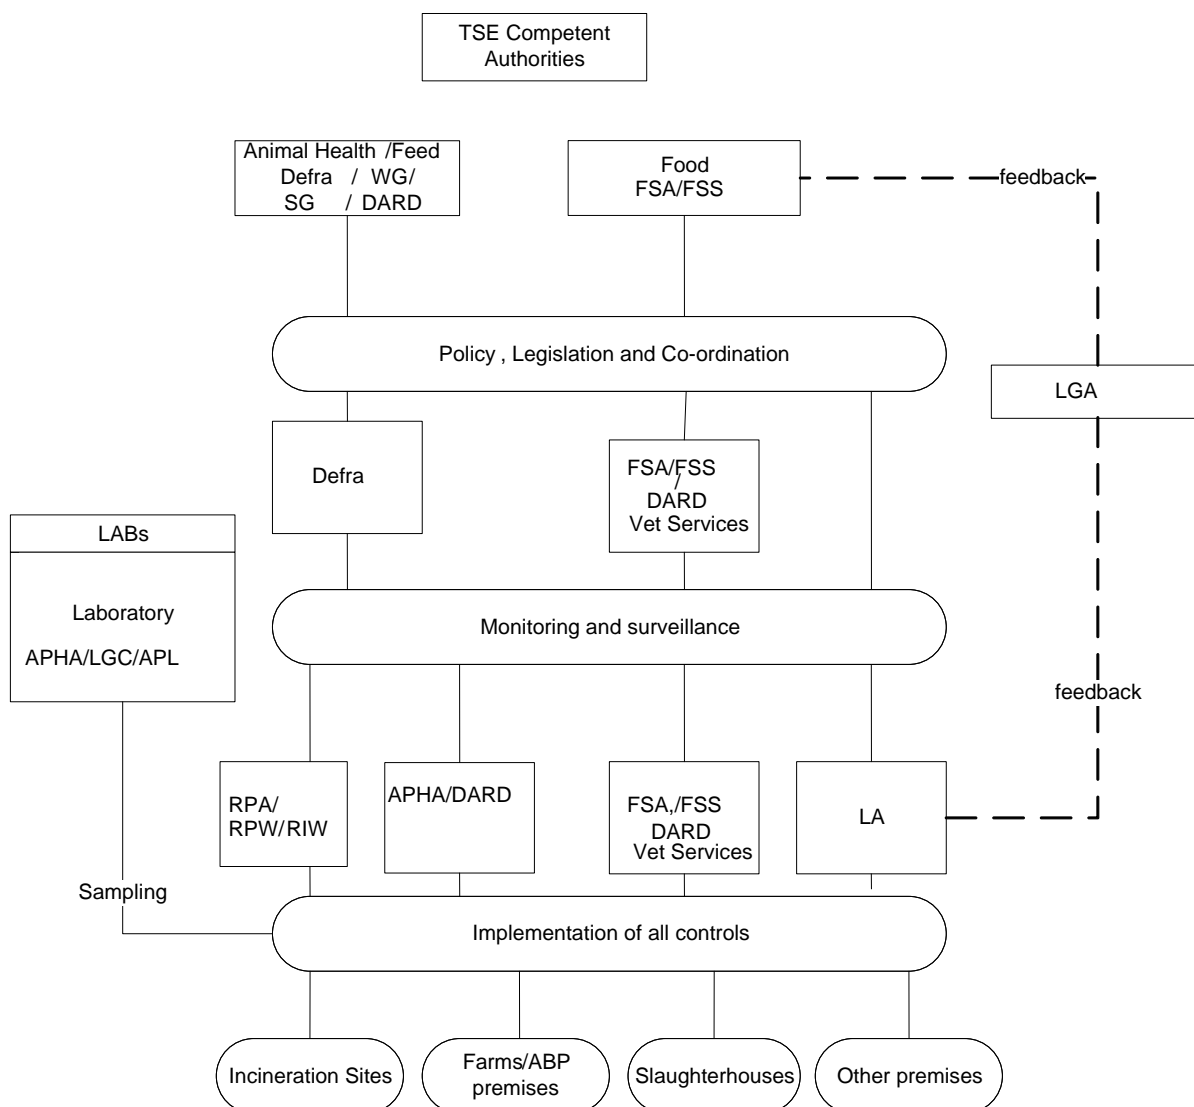 TSE Competent
Authorities
Animal Health /Feed
Defra / WG/
SG / DARD
Food
FSA/FSS
feedback
Policy , Legislation and Co-ordination
LGA
Defra
FSA/FSS
/
DARD
Vet Services
LABs
Laboratory
APHA/LGC/APL
Monitoring and surveillance
feedback
RPA/
RPW/RIW
APHA/DARD
FSA,/FSS
DARD
Vet Services
LA
Sampling
Implementation of all controls
Incineration Sites
Farms/ABP
premises
Slaughterhouses
Other premises